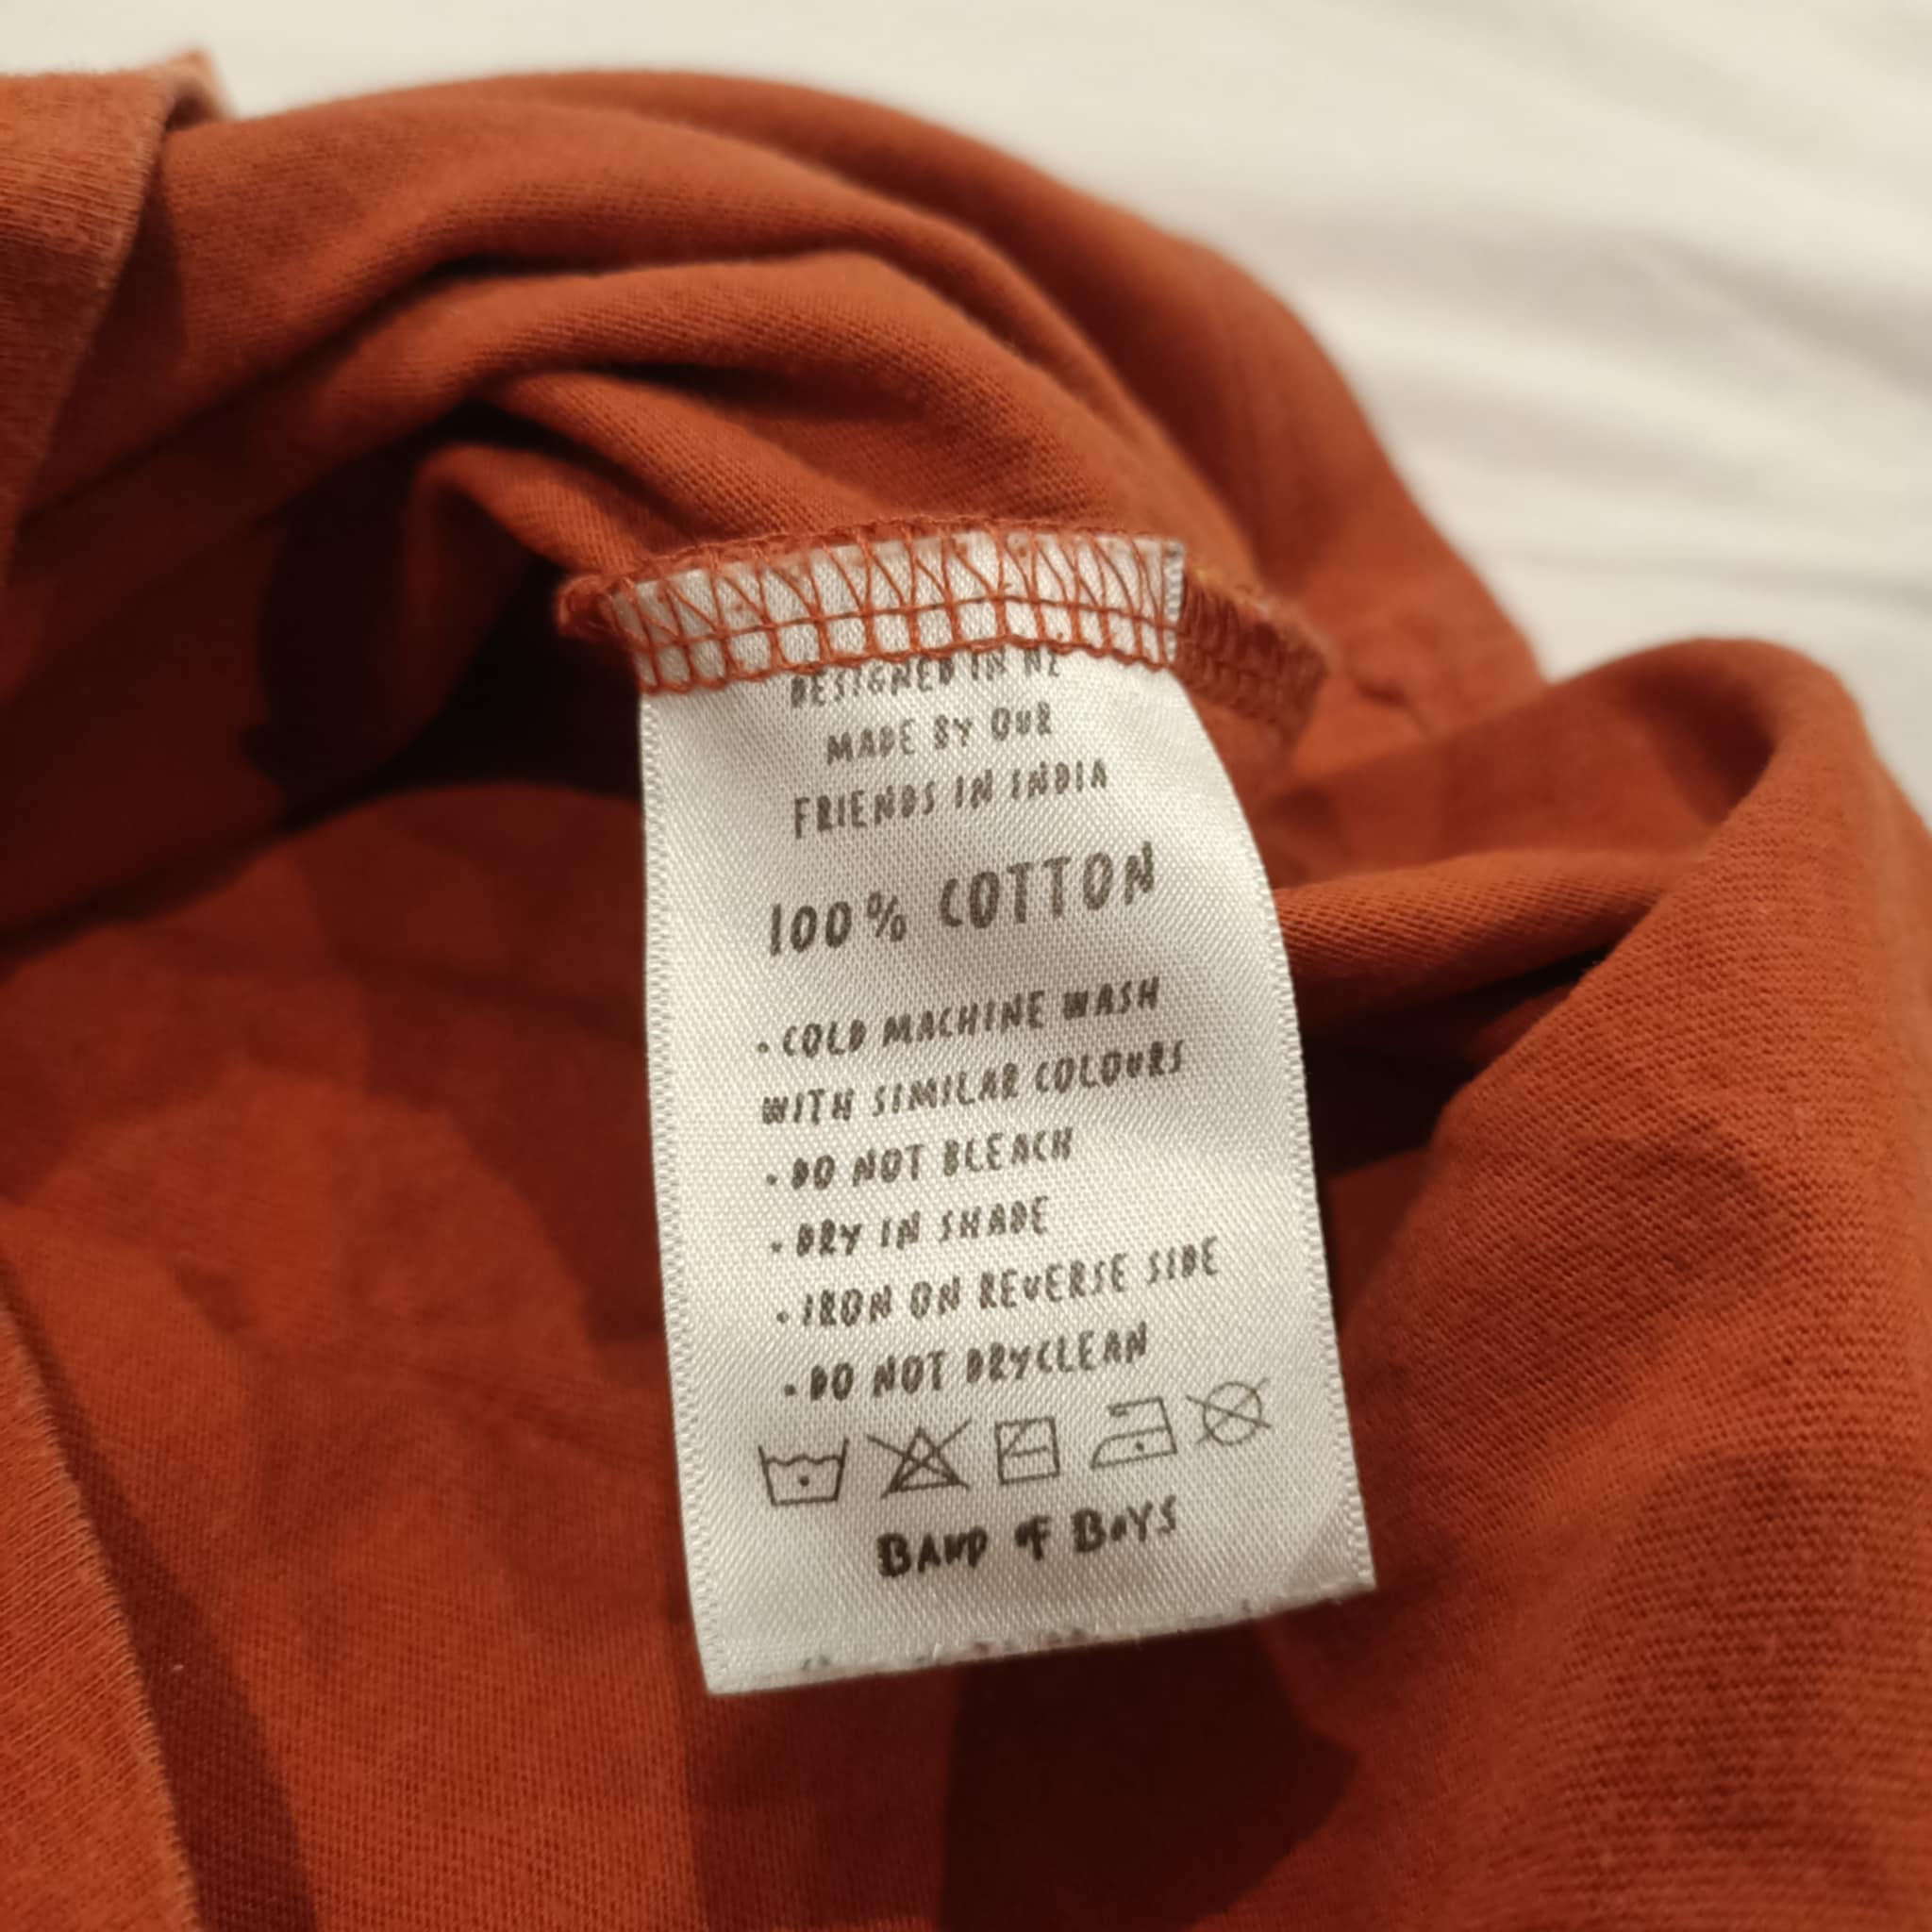 DESIGNED IN NZ
MADE BY OUR
FRIENDS IN INDIA
100% COTTON
• COLD MACHINE WASH
WITH SIMILAR COLOURS
• DO NOT BLEACH
• DRY IN SHADE
• IRON ON REVERSE SIDE
• DO NOT DRYCLEAN
BAND OF BOYS